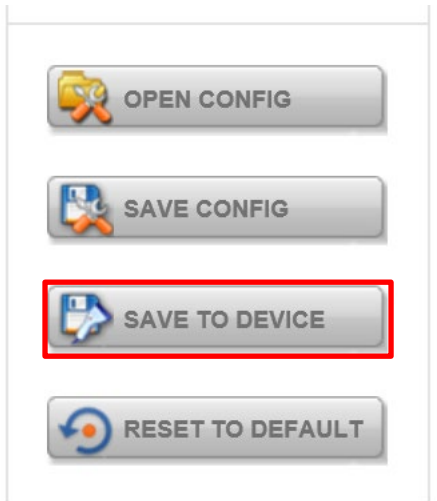 OPEN CONFIG
SAVE CONFIG
SAVE TO DEVICE
RESET TO DEFAULT